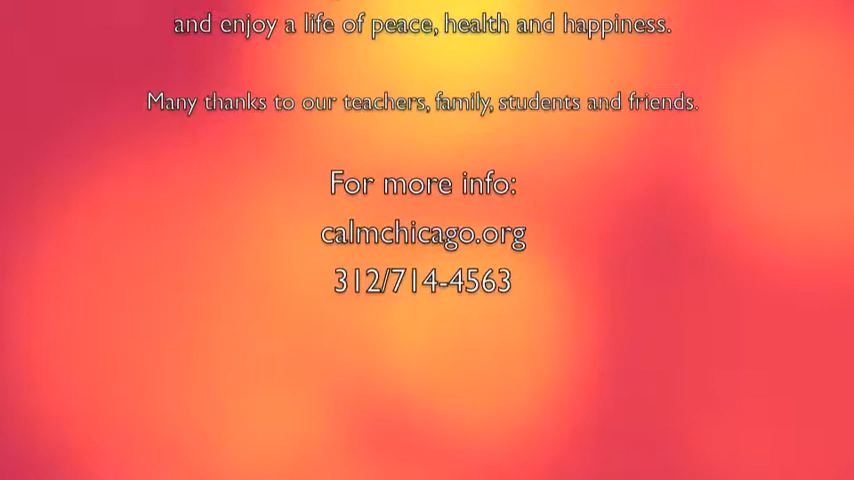 and enjoy a life of peace, health and happiness.
Many thanks to our teachers, family, students and friends.
For more info:
calmchicago.org
312/714-4563